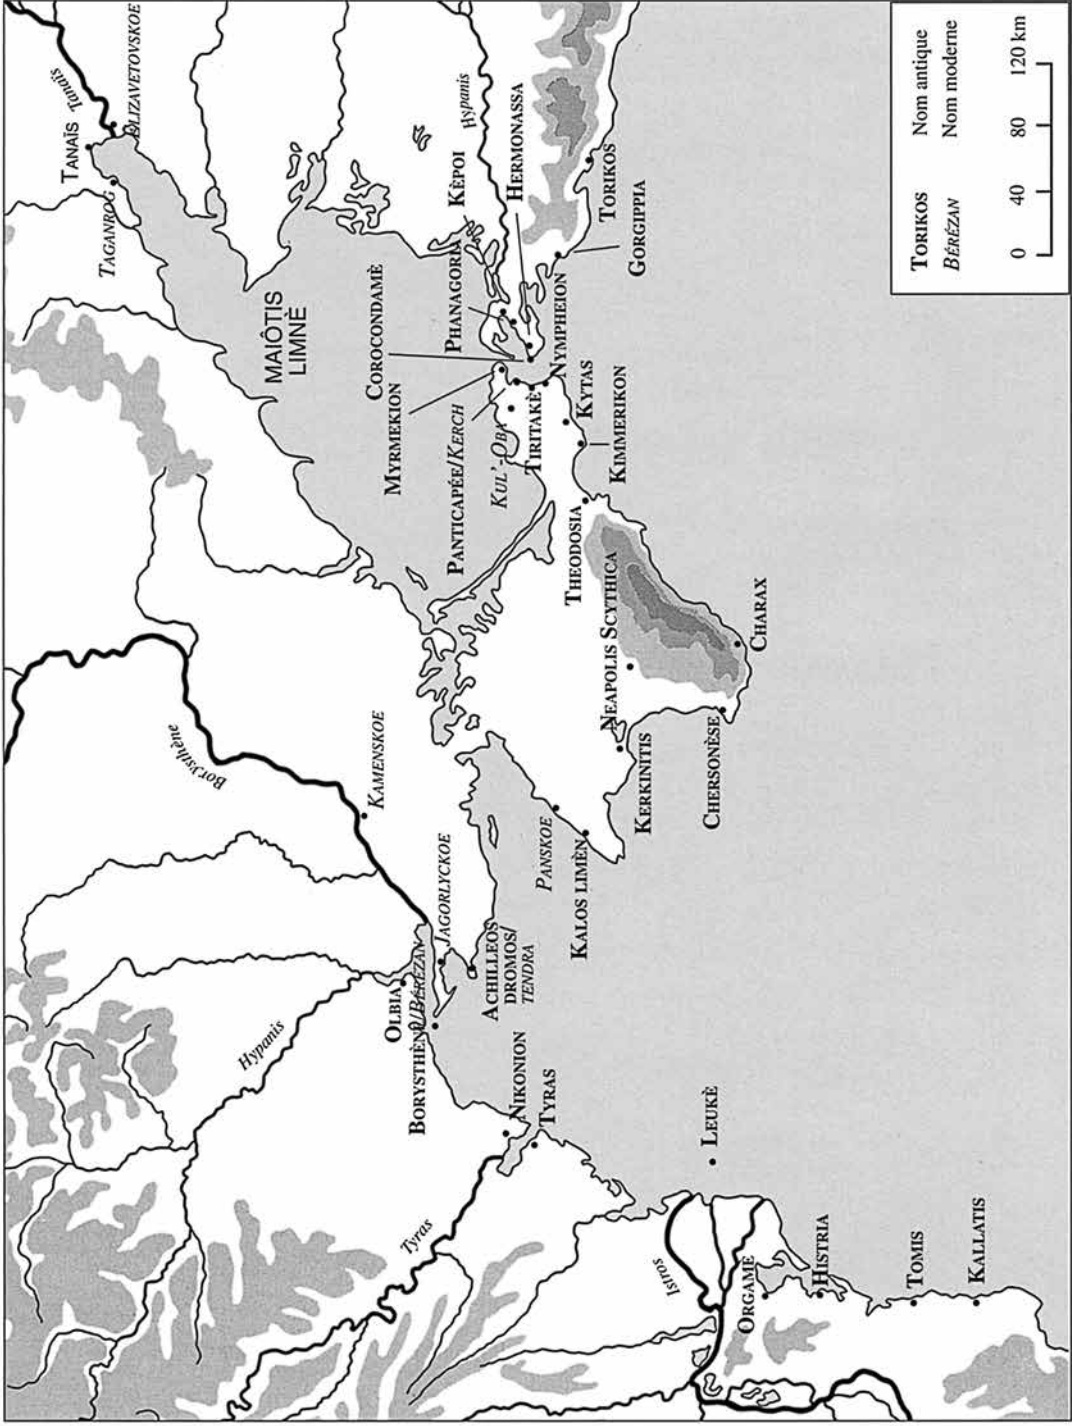 TANAÏS
Tanaïs
ELIZAVETOVSKOE
TAGANROG
Borysthène
Hypanis
MAIÔTIS
LIMNÈ
KAMENSKOE
COROCONDAMÈ
MYRMEKION
OLBIA
Tyras
BORYSTHÈNE/BÉRÉZAN
JAGORLYCKOE
PANTICAPÉE/KERCH
PHANAGORIA
KÈPOI
Hypanis
ACHILLEOS
DROMOS/
TENDRA
KUL'-OBA
HERMONASSA
NIKONION
TYRAS
PANSKOE
TIRITAKÈ
NYMPHEION
KALOS LIMÈN
THEODOSIA
KYTAS
KIMMERIKON
TORIKOS
GORGIPPIA
NEAPOLIS SCYTHICA
KERKINITIS
Istros
LEUKÈ
CHERSONÈSE
CHARAX
ORGAMÈ
HISTRIA
TOMIS
KALLATIS
TORIKOS Nom antique
BÉRÉZAN Nom moderne
0 40 80 120 km